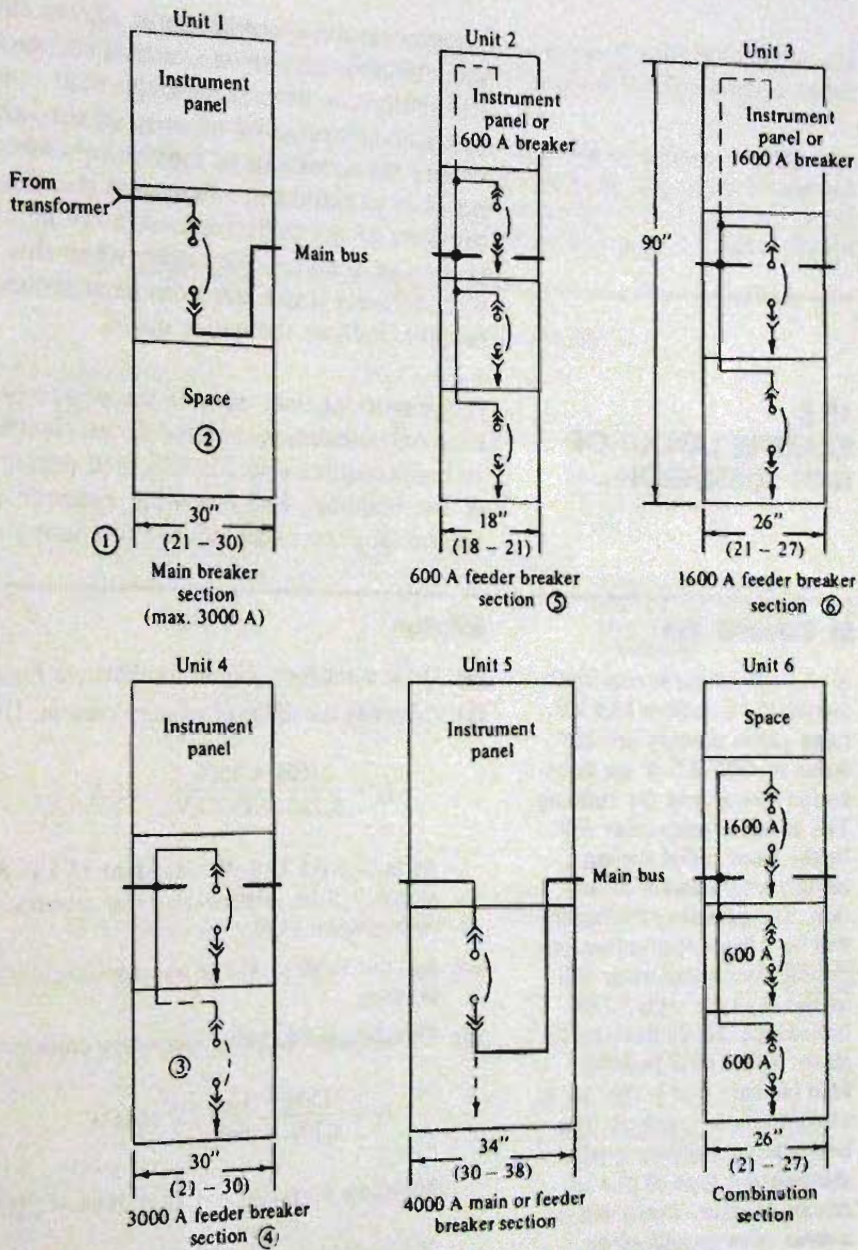 Unit 1
Instrument
panel
From
transformer
Main bus
Space
②
30"
① (21 – 30)
Main breaker
section
(max. 3000 A)
Unit 2
Instrument
panel or
600 A breaker
18"
(18 – 21)
600 A feeder breaker
section ⑤
Unit 3
Instrument
panel or
1600 A breaker
90"
26"
(21 – 27)
1600 A feeder breaker
section ⑥
Unit 4
Instrument
panel
③
30"
(21 – 30)
3000 A feeder breaker
section ④
Unit 5
Instrument
panel
Main bus
34"
(30 – 38)
4000 A main or feeder
breaker section
Unit 6
Space
1600 A
600 A
600 A
26"
(21 – 27)
Combination
section